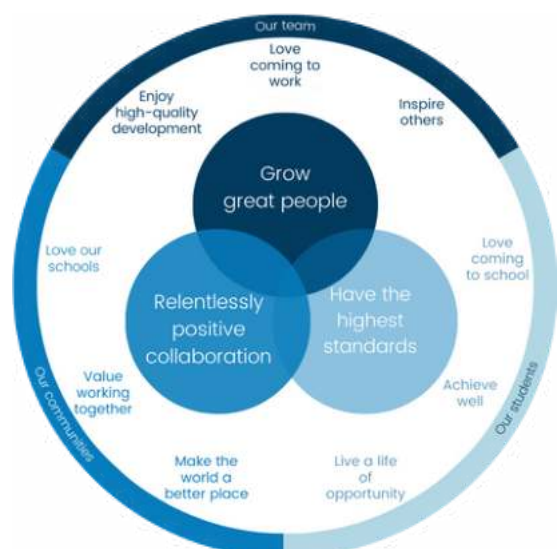 Our team
Love
coming to
work
Enjoy
high-quality
development
Inspire
others
Grow
great people
Love our
schools
Love
coming
to school
Relentlessly
positive
collaboration
Have the
highest
standards
Value
working
together
Achieve
well
Our communities
Our students
Make the
world a
better place
Live a life
of
opportunity